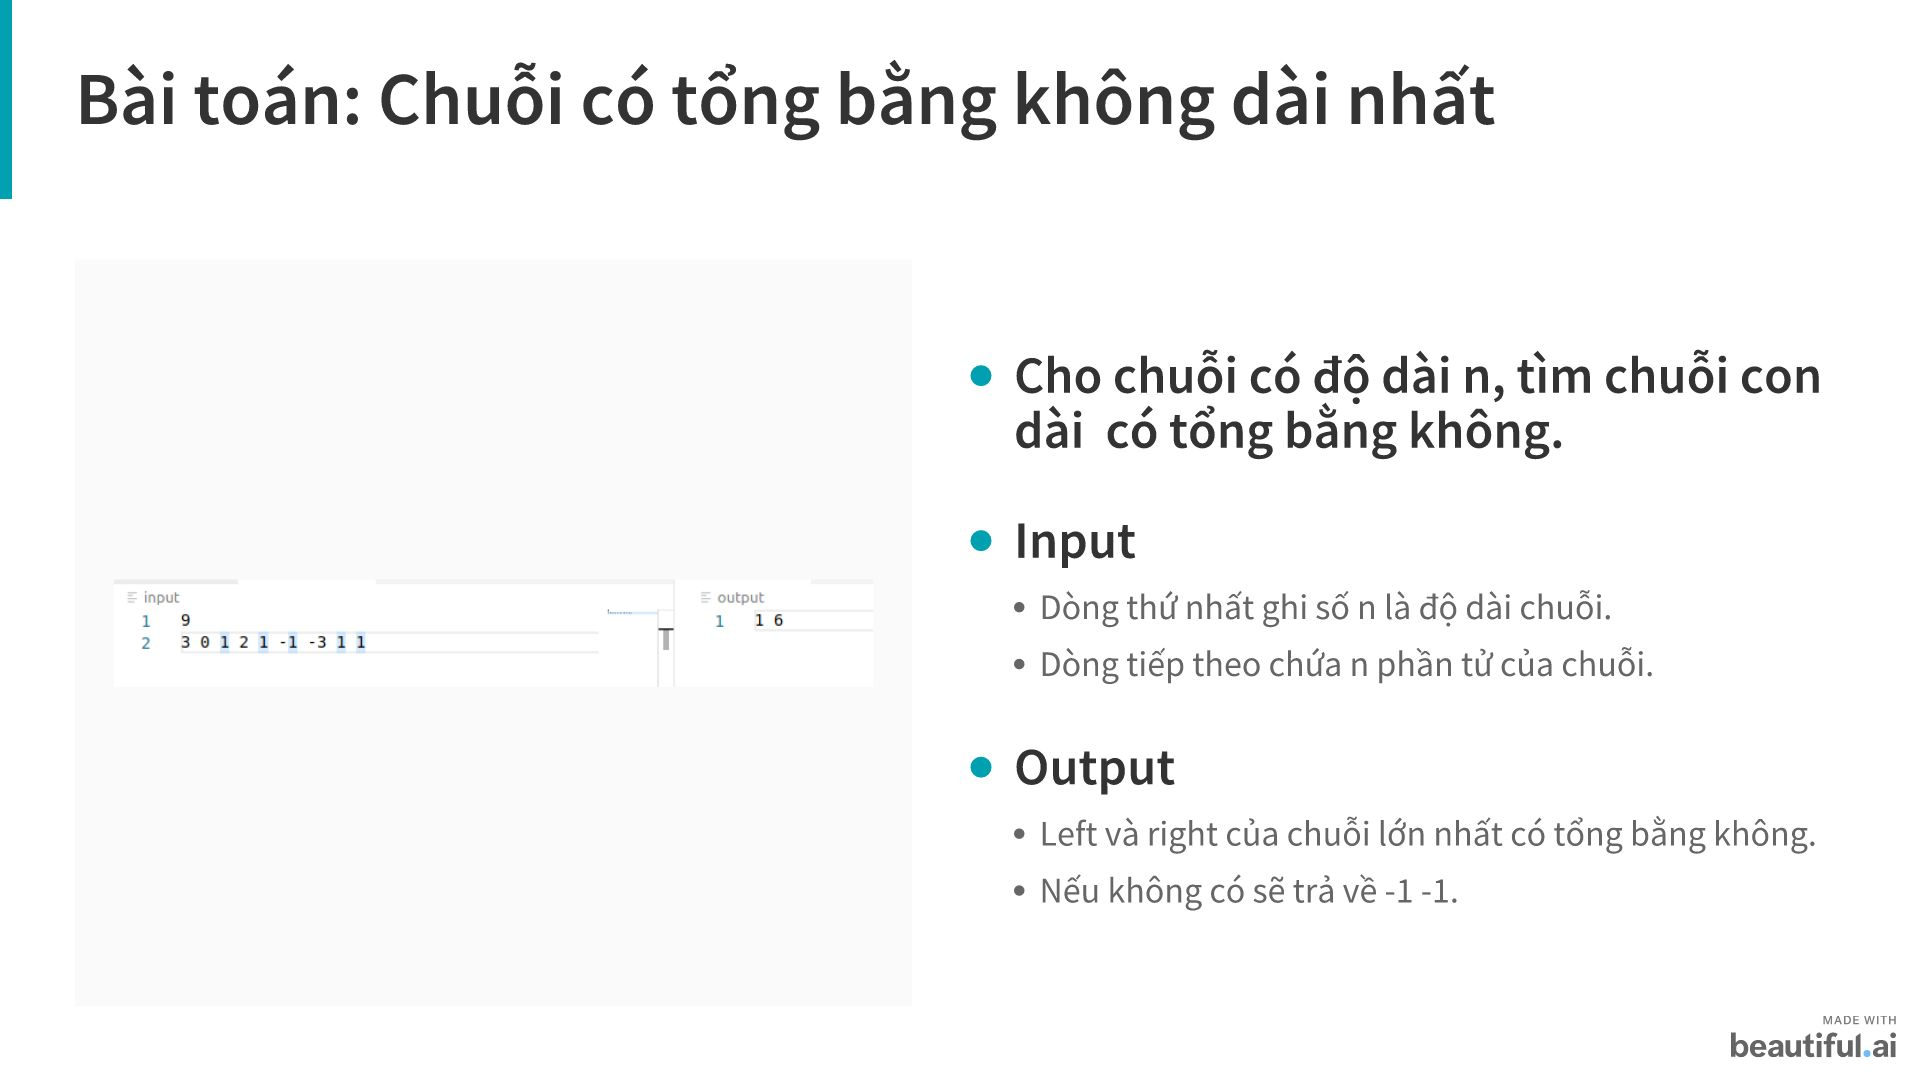 Bài toán: Chuỗi có tổng bằng không dài nhất
input
1 9
2 3 0 1 2 1 -1 -3 1 1
output
1 1 6
Cho chuỗi có độ dài n, tìm chuỗi con
dài  có tổng bằng không.
Input
Dòng thứ nhất ghi số n là độ dài chuỗi.
Dòng tiếp theo chứa n phần tử của chuỗi.
Output
Left và right của chuỗi lớn nhất có tổng bằng không.
Nếu không có sẽ trả về -1 -1.
MADE WITH
beautiful.ai